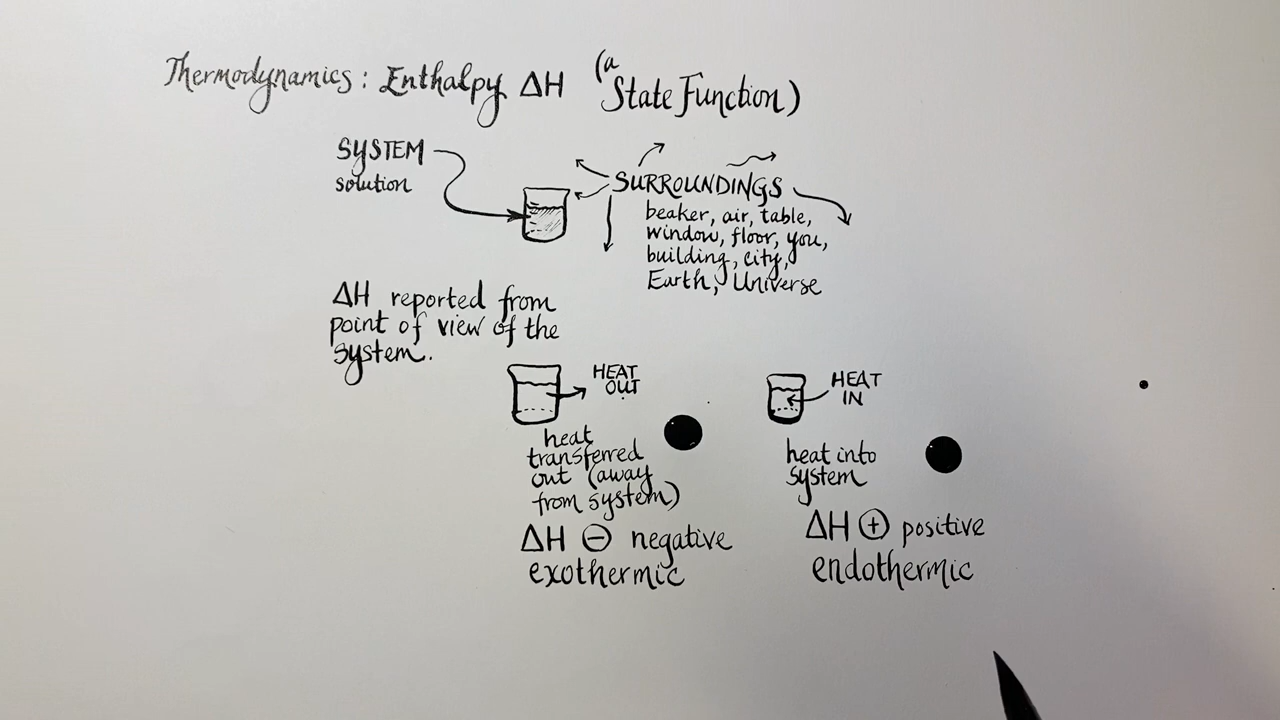 Thermodynamics: Enthalpy ΔH (a State Function)
SYSTEM
solution
SURROUNDINGS
beaker, air, table,
window, floor, you,
building, city,
Earth, Universe
ΔH reported from
point of view of the
system.
HEAT
OUT
heat
transferred
out (away
from system)
ΔH ⊖ negative
exothermic
HEAT
IN
heat into
system
ΔH ⊕ positive
endothermic